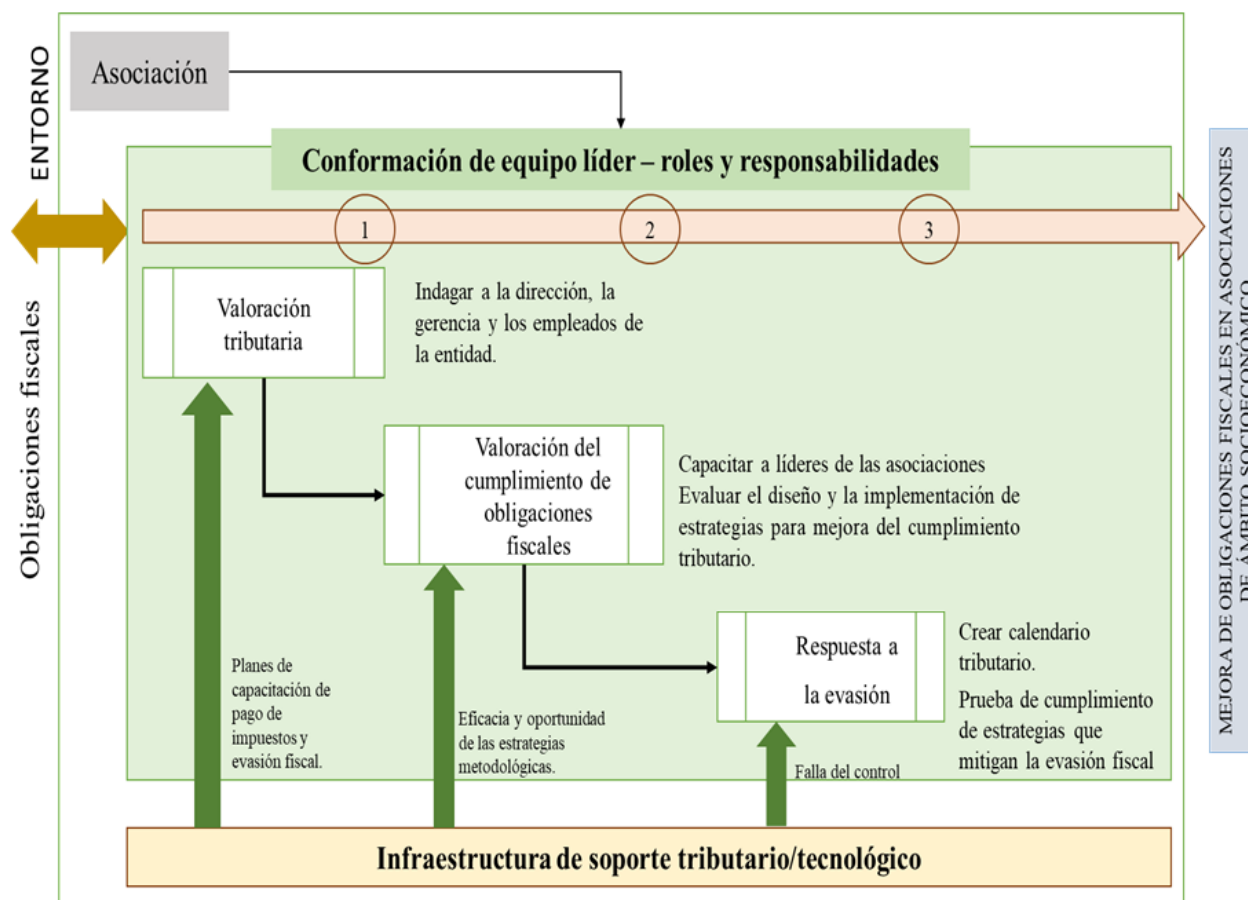 ENTORNO
Obligaciones fiscales
Asociación
Conformación de equipo líder – roles y responsabilidades
1
2
3
Valoración
tributaria
Indagar a la dirección, la
gerencia y los empleados de
la entidad.
Valoración del
cumplimiento de
obligaciones
fiscales
Capacitar a líderes de las asociaciones
Evaluar el diseño y la implementación de
estrategias para mejora del cumplimiento
tributario.
Respuesta a
la evasión
Crear calendario
tributario.
Prueba de cumplimiento
de estrategias que
mitigan la evasión fiscal
Planes de
capacitación de
pago de
impuestos y
evasión fiscal.
Eficacia y oportunidad
de las estrategias
metodológicas.
Falla del control
Infraestructura de soporte tributario/tecnológico
MEJORA DE OBLIGACIONES FISCALES EN ASOCIACIONES
DE ÁMBITO SOCIOECONÓMICO